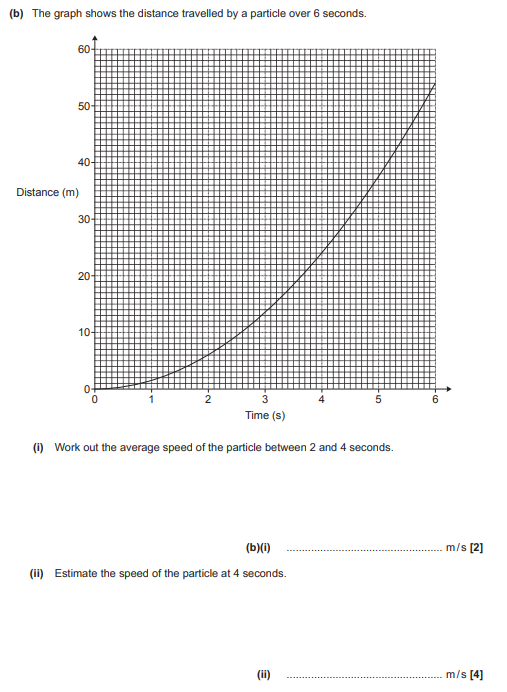 (b) The graph shows the distance travelled by a particle over 6 seconds.
60
50
40
Distance (m)
30
20
10
0
0 1 2 3 4 5 6
Time (s)
(i) Work out the average speed of the particle between 2 and 4 seconds.
(b)(i) .................................................... m/s [2]
(ii) Estimate the speed of the particle at 4 seconds.
(ii) .................................................... m/s [4]